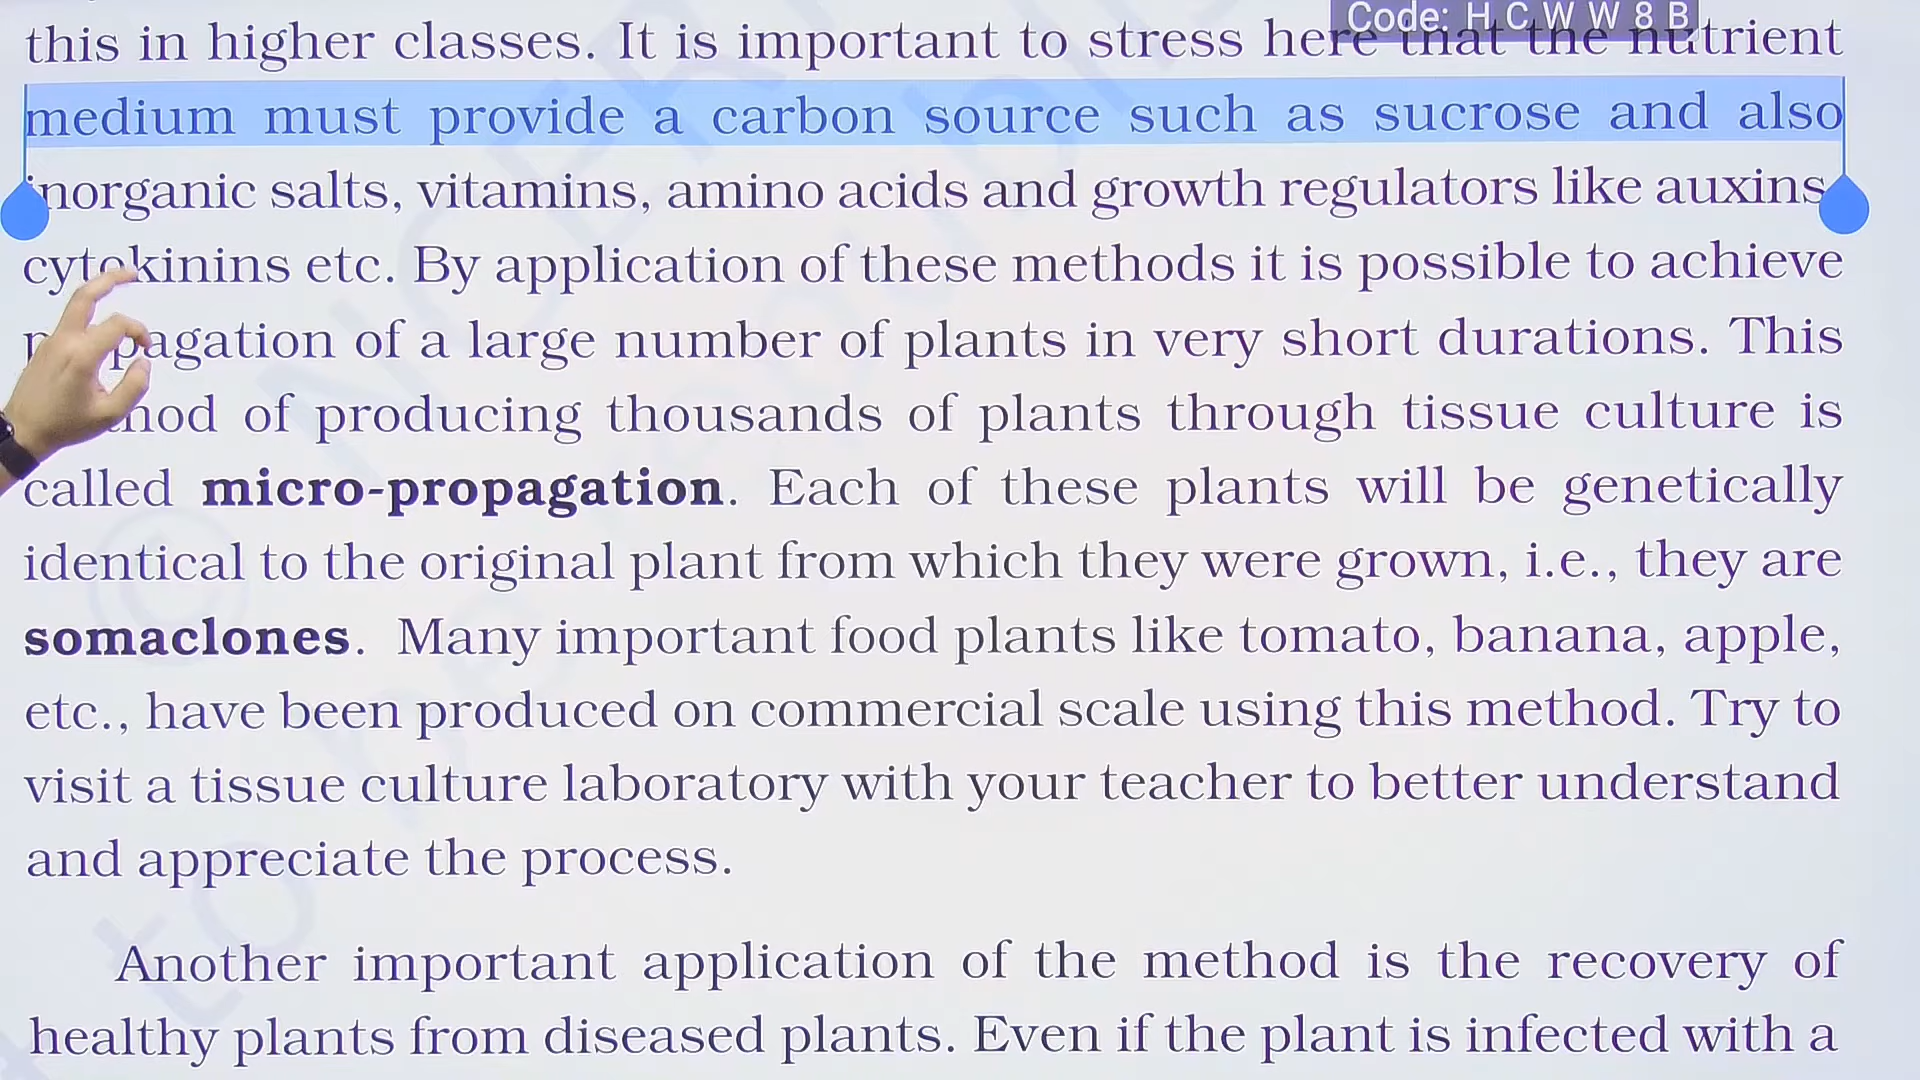 Code: H C W W 8 B
this in higher classes. It is important to stress here that the nutrient
medium must provide a carbon source such as sucrose and also
inorganic salts, vitamins, amino acids and growth regulators like auxins
cytokinins etc. By application of these methods it is possible to achieve
propagation of a large number of plants in very short durations. This
method of producing thousands of plants through tissue culture is
called micro-propagation. Each of these plants will be genetically
identical to the original plant from which they were grown, i.e., they are
somaclones. Many important food plants like tomato, banana, apple,
etc., have been produced on commercial scale using this method. Try to
visit a tissue culture laboratory with your teacher to better understand
and appreciate the process.
Another important application of the method is the recovery of
healthy plants from diseased plants. Even if the plant is infected with a